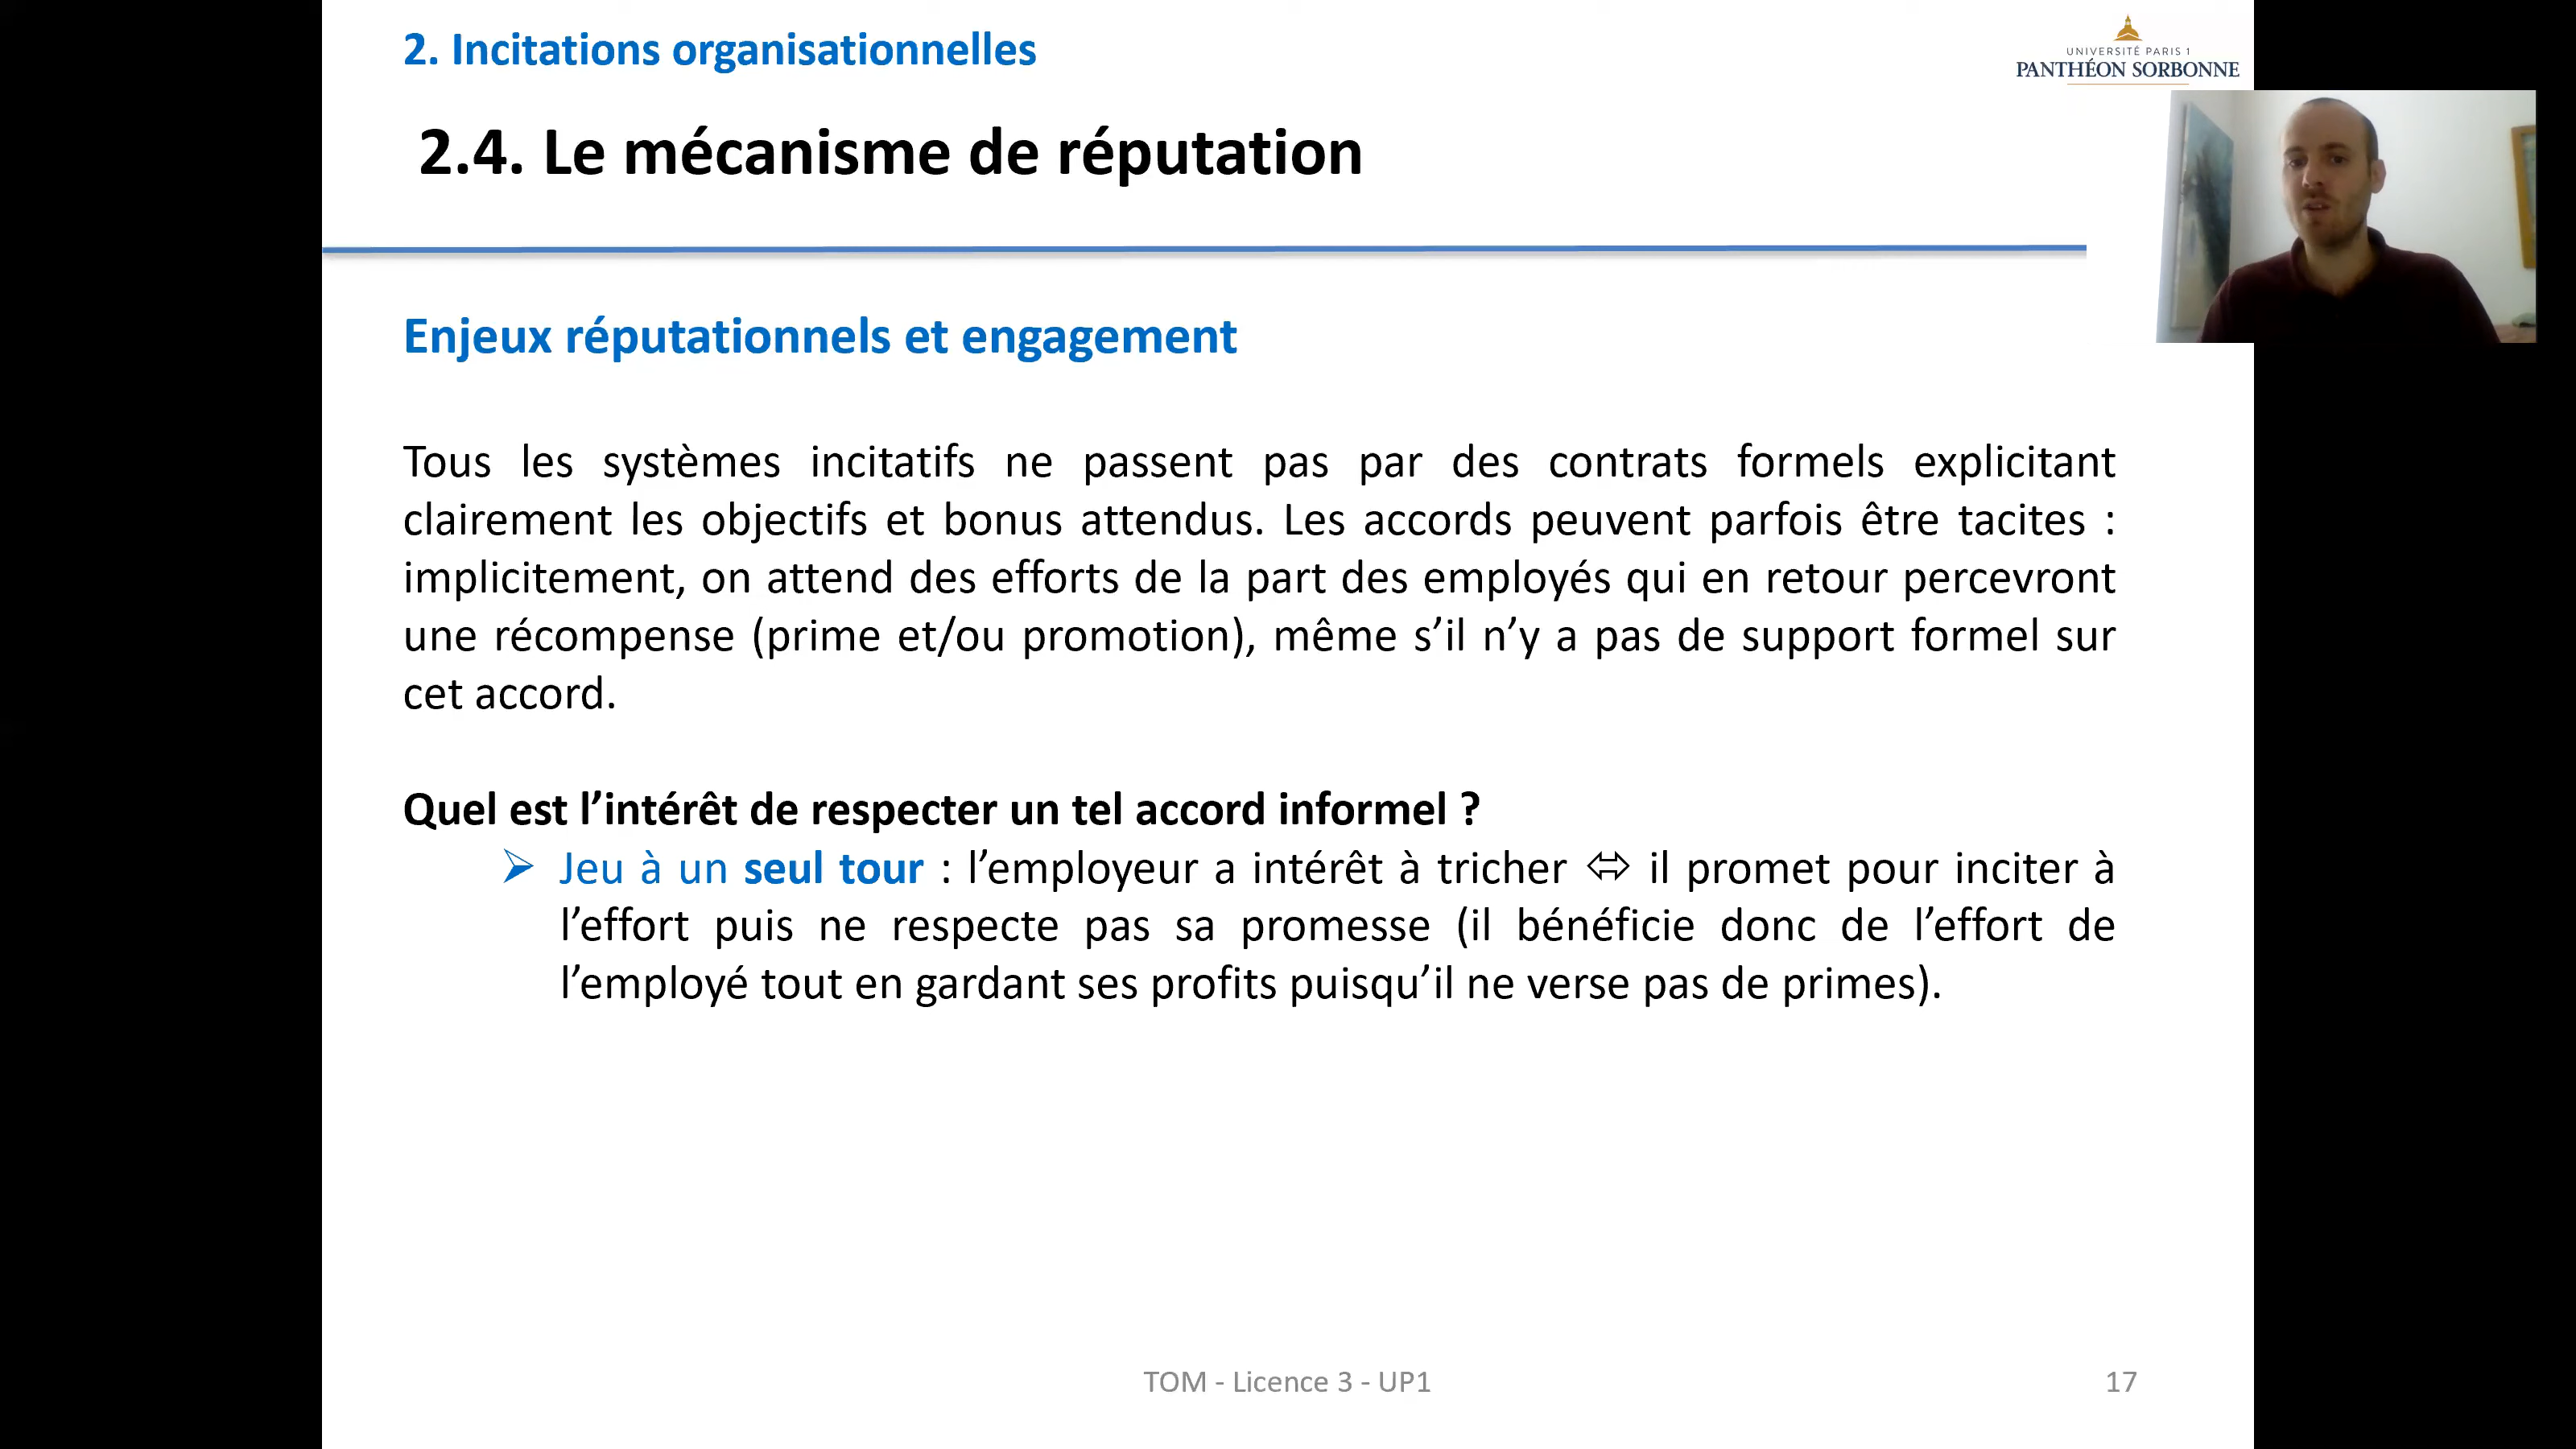 2. Incitations organisationnelles
UNIVERSITÉ PARIS 1
PANTHÉON SORBONNE
2.4. Le mécanisme de réputation
Enjeux réputationnels et engagement
Tous les systèmes incitatifs ne passent pas par des contrats formels explicitant
clairement les objectifs et bonus attendus. Les accords peuvent parfois être tacites :
implicitement, on attend des efforts de la part des employés qui en retour percevront
une récompense (prime et/ou promotion), même s’il n’y a pas de support formel sur
cet accord.
Quel est l’intérêt de respecter un tel accord informel ?
➢ Jeu à un seul tour : l’employeur a intérêt à tricher ⬄ il promet pour inciter à
l’effort puis ne respecte pas sa promesse (il bénéficie donc de l’effort de
l’employé tout en gardant ses profits puisqu’il ne verse pas de primes).
TOM - Licence 3 - UP1
17